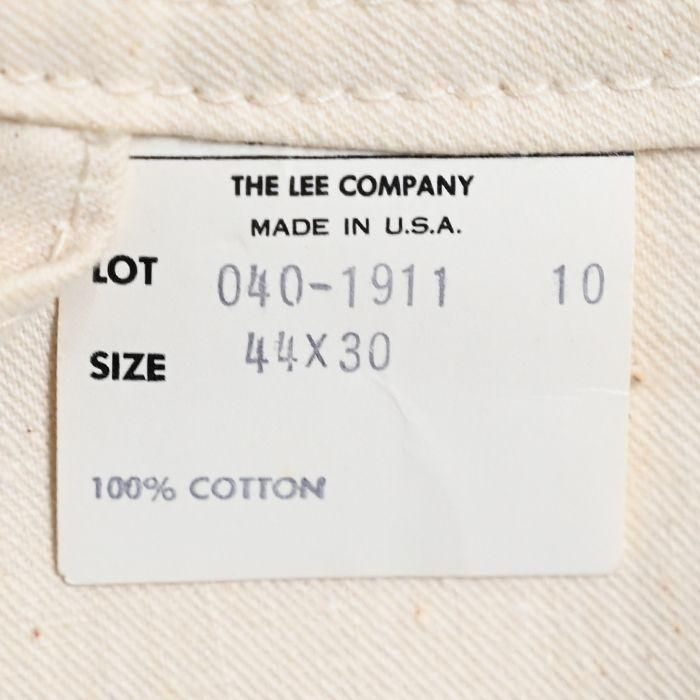 THE LEE COMPANY
MADE IN U.S.A.
LOT 040-1911 10
SIZE 44X30
100% COTTON